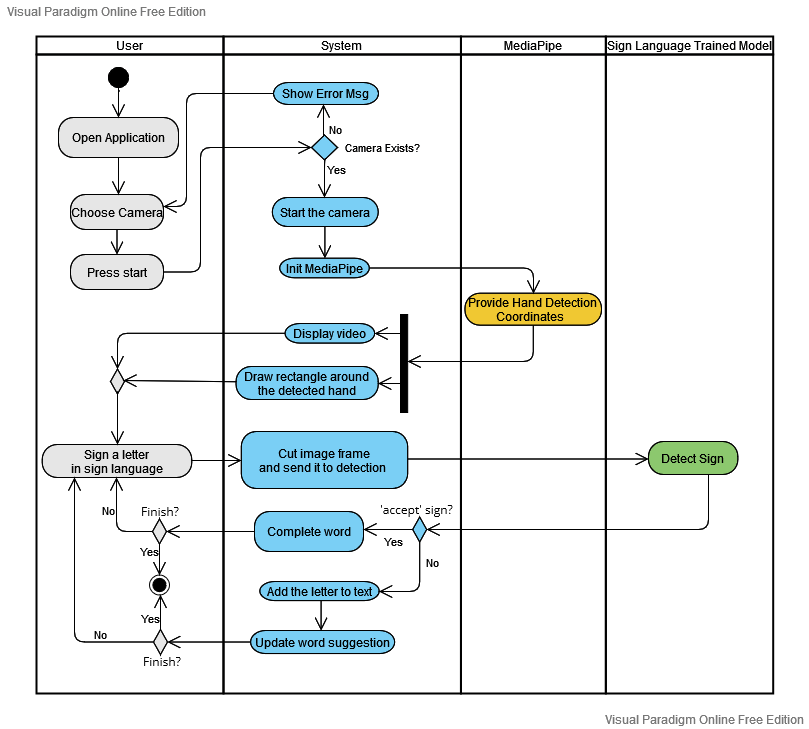 Visual Paradigm Online Free Edition
User
System
MediaPipe
Sign Language Trained Model
Show Error Msg
No
Open Application
Camera Exists?
Yes
Choose Camera
Start the camera
Press start
Init MediaPipe
Provide Hand Detection
Coordinates
Display video
Draw rectangle around
the detected hand
Sign a letter
in sign language
Cut image frame
and send it to detection
Detect Sign
No
Finish?
Complete word
'accept' sign?
Yes
Yes
No
Add the letter to text
Yes
No
Update word suggestion
Finish?
Visual Paradigm Online Free Edition